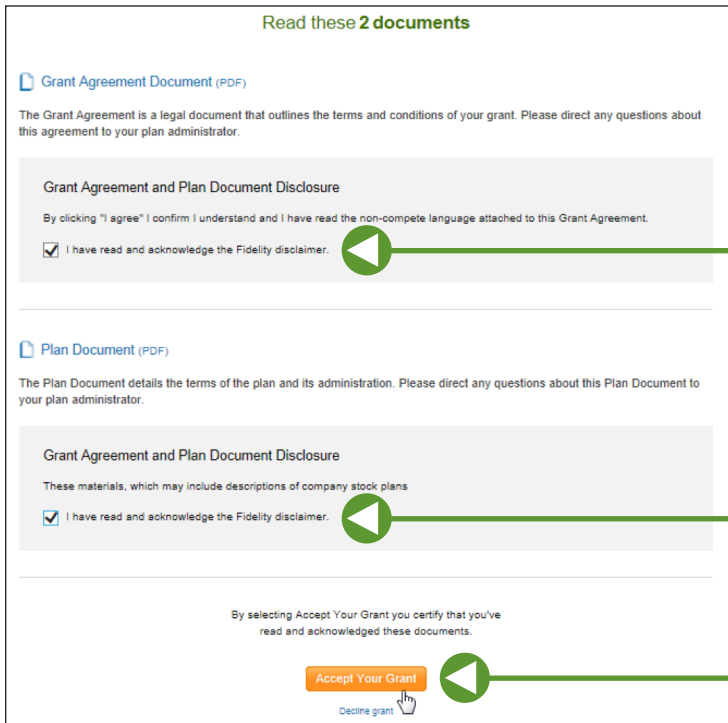 Read these 2 documents
Grant Agreement Document (PDF)
The Grant Agreement is a legal document that outlines the terms and conditions of your grant. Please direct any questions about
this agreement to your plan administrator.
Grant Agreement and Plan Document Disclosure
By clicking "I agree" I confirm I understand and I have read the non-compete language attached to this Grant Agreement.
I have read and acknowledge the Fidelity disclaimer.
Plan Document (PDF)
The Plan Document details the terms of the plan and its administration. Please direct any questions about this Plan Document to
your plan administrator.
Grant Agreement and Plan Document Disclosure
These materials, which may include descriptions of company stock plans
I have read and acknowledge the Fidelity disclaimer.
By selecting Accept Your Grant you certify that you've
read and acknowledged these documents.
Accept Your Grant
Decline grant